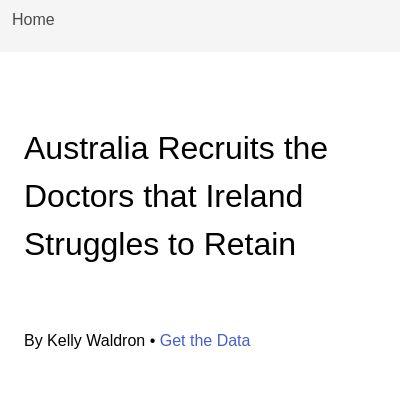 Home
Australia Recruits the
Doctors that Ireland
Struggles to Retain
By Kelly Waldron • Get the Data